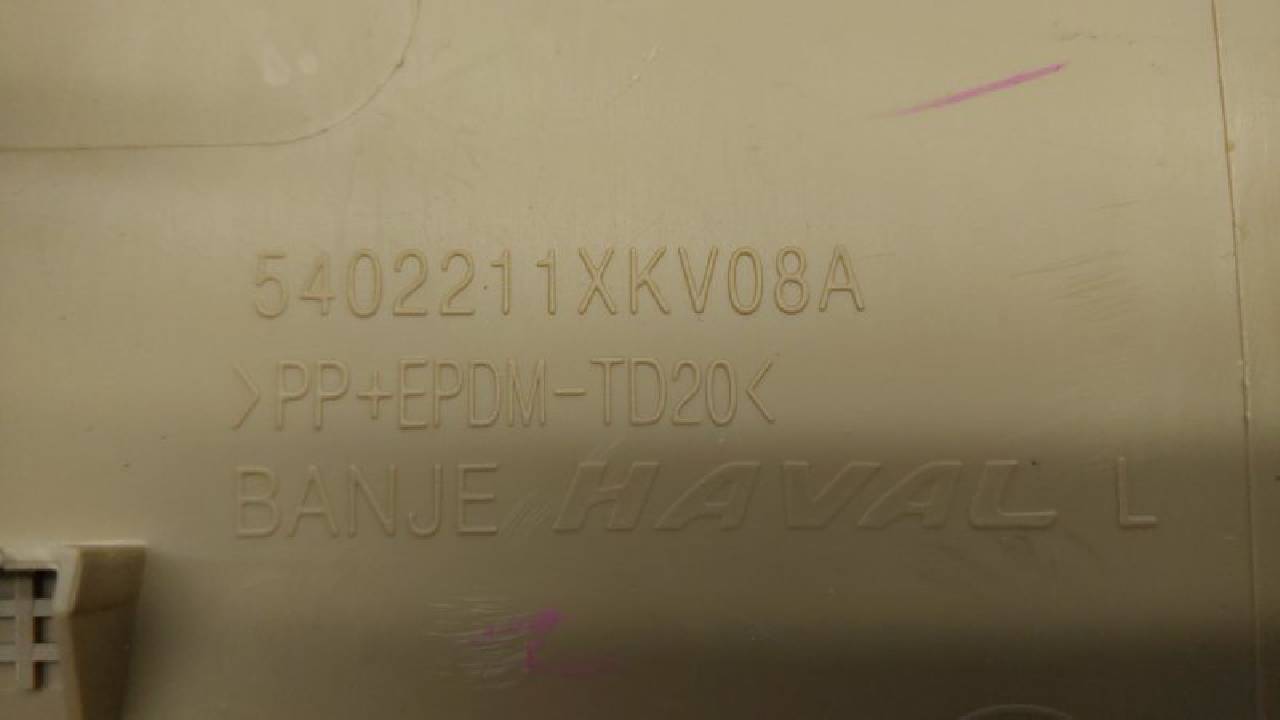 5402211XKV08A
>PP+EPDM-TD20<
BANJE HAVAL L